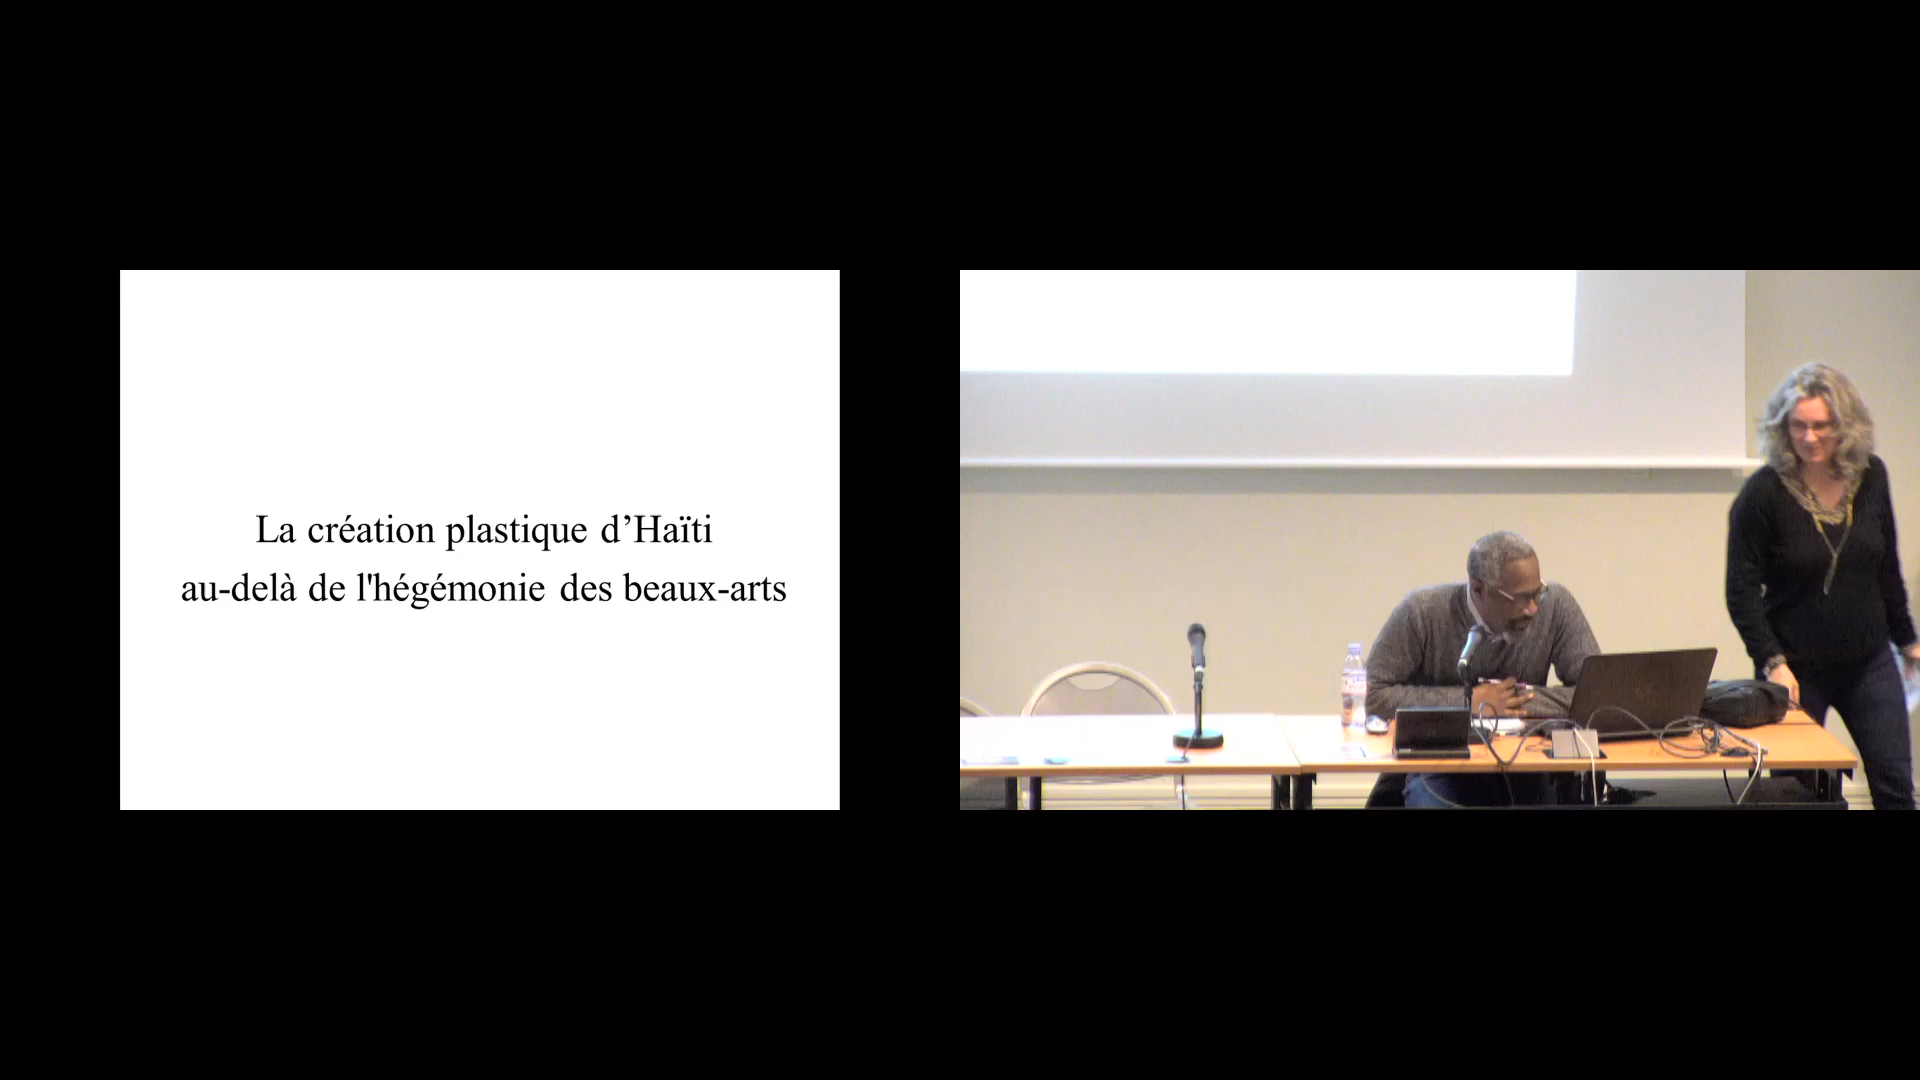 La création plastique d’Haïti
au-delà de l'hégémonie des beaux-arts